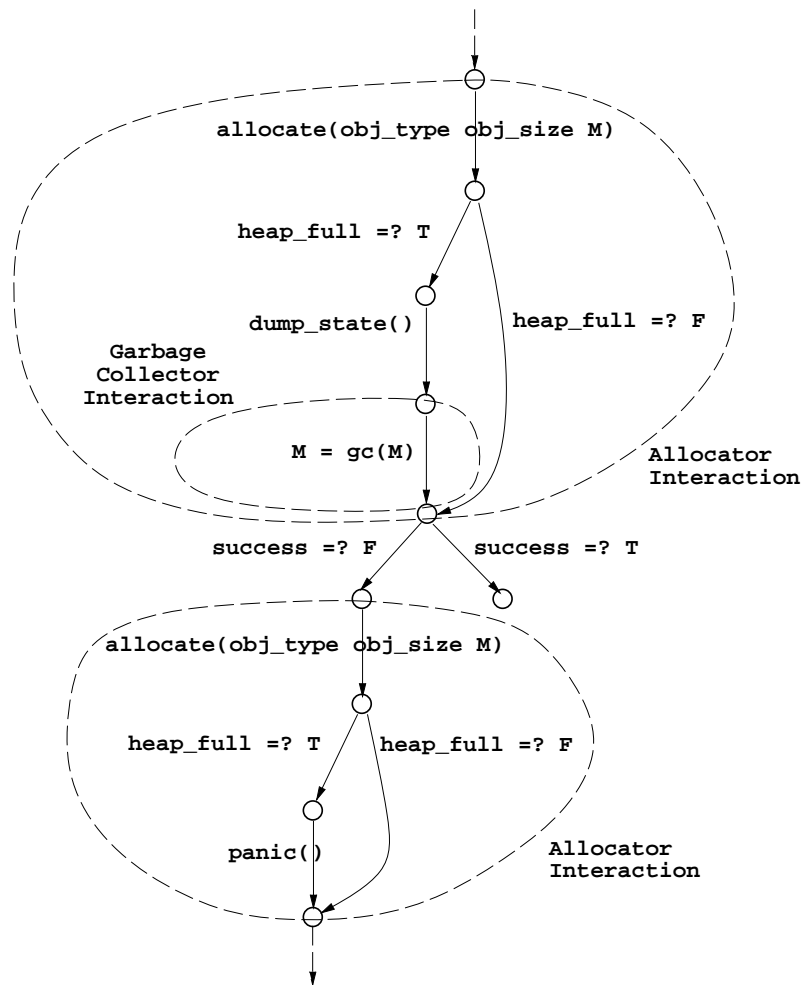 allocate(obj_type obj_size M)
heap_full =? T
heap_full =? F
dump_state()
Garbage
Collector
Interaction
M = gc(M)
Allocator
Interaction
success =? F
success =? T
allocate(obj_type obj_size M)
heap_full =? T
heap_full =? F
panic()
Allocator
Interaction